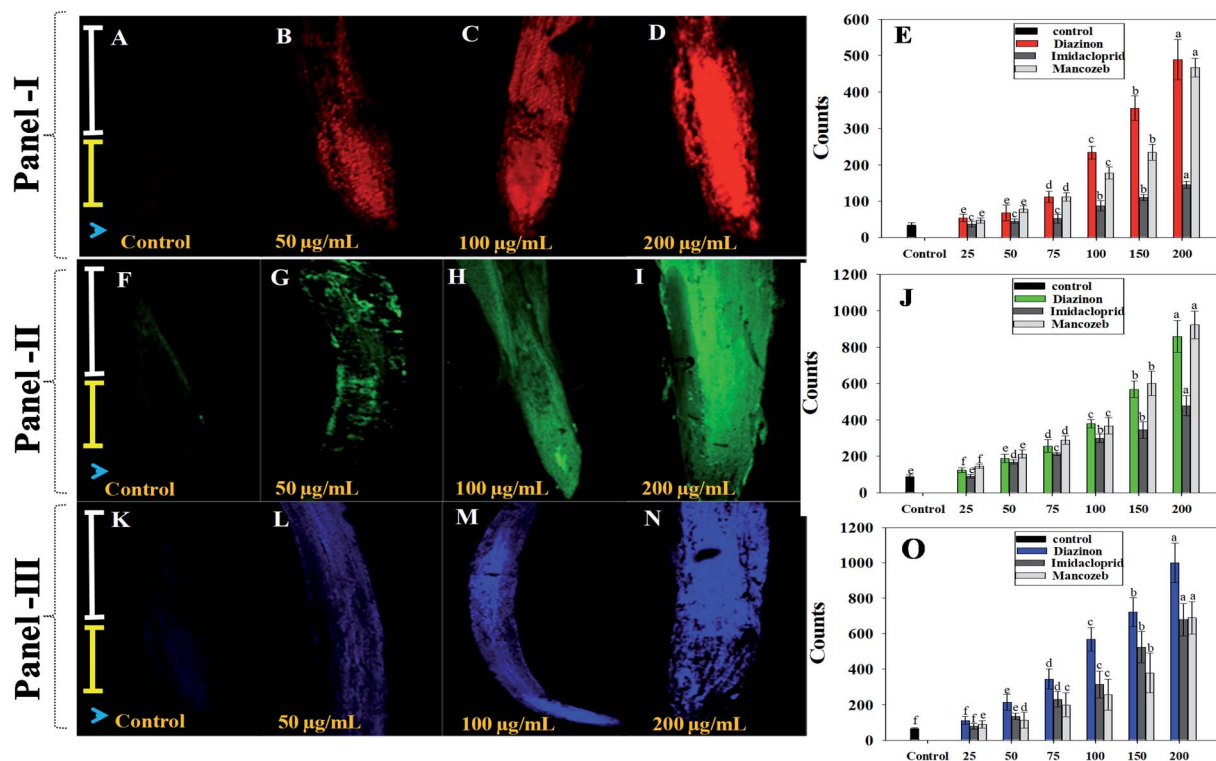 Panel-I
A
B
C
D
Control
50 µg/mL
100 µg/mL
200 µg/mL
E
control
Diazinon
Imidacloprid
Mancozeb
Counts
600
500
400
300
200
100
0
e c e
e c e
d c d
c b c
b b b
a a a
Control 25 50 75 100 150 200
Panel-II
F
G
H
I
Control
50 µg/mL
100 µg/mL
200 µg/mL
J
control
Diazinon
Imidacloprid
Mancozeb
Counts
1200
1000
800
600
400
200
0
e
f e f
e d e
d c d
c b c
b b b
a a a
Control 25 50 75 100 150 200
Panel-III
K
L
M
N
Control
50 µg/mL
100 µg/mL
200 µg/mL
O
control
Diazinon
Imidacloprid
Mancozeb
Counts
1200
1000
800
600
400
200
0
f
f f e
e e d
d d c
c c c
b b b
a a a
Control 25 50 75 100 150 200